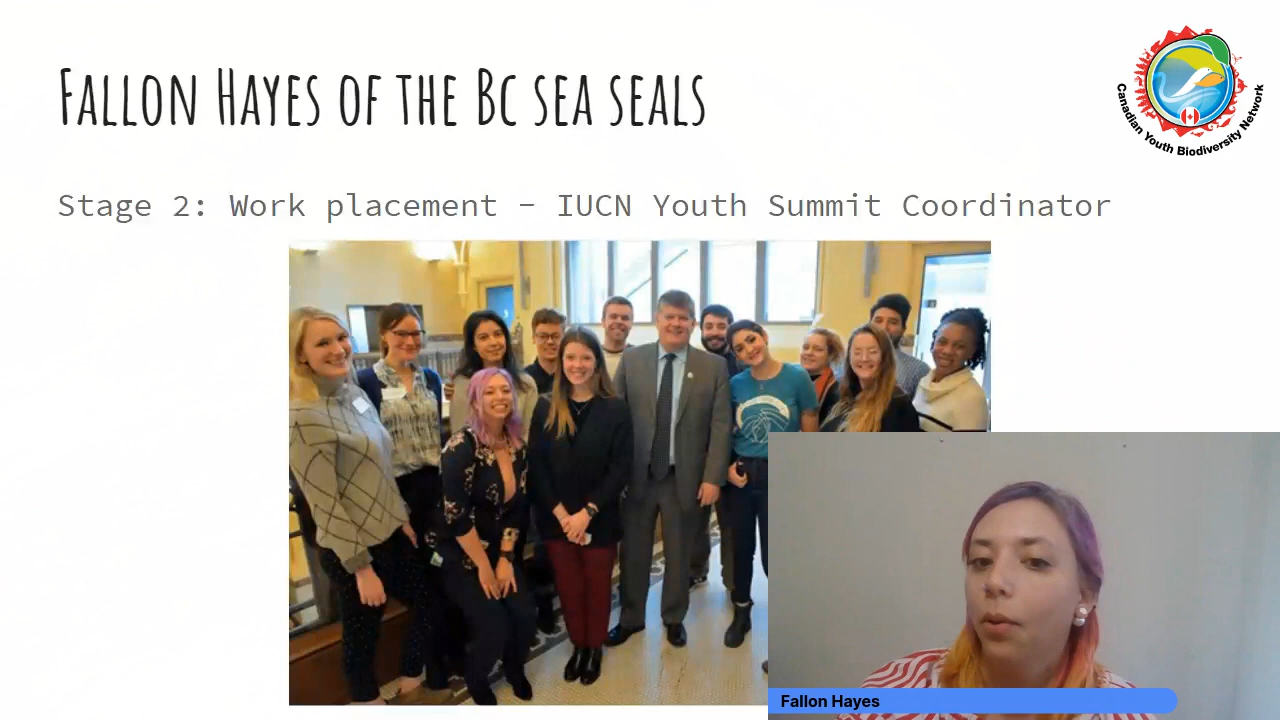 Fallon Hayes of the Bc sea seals
Canadian Youth Biodiversity Network
Stage 2: Work placement - IUCN Youth Summit Coordinator
Fallon Hayes